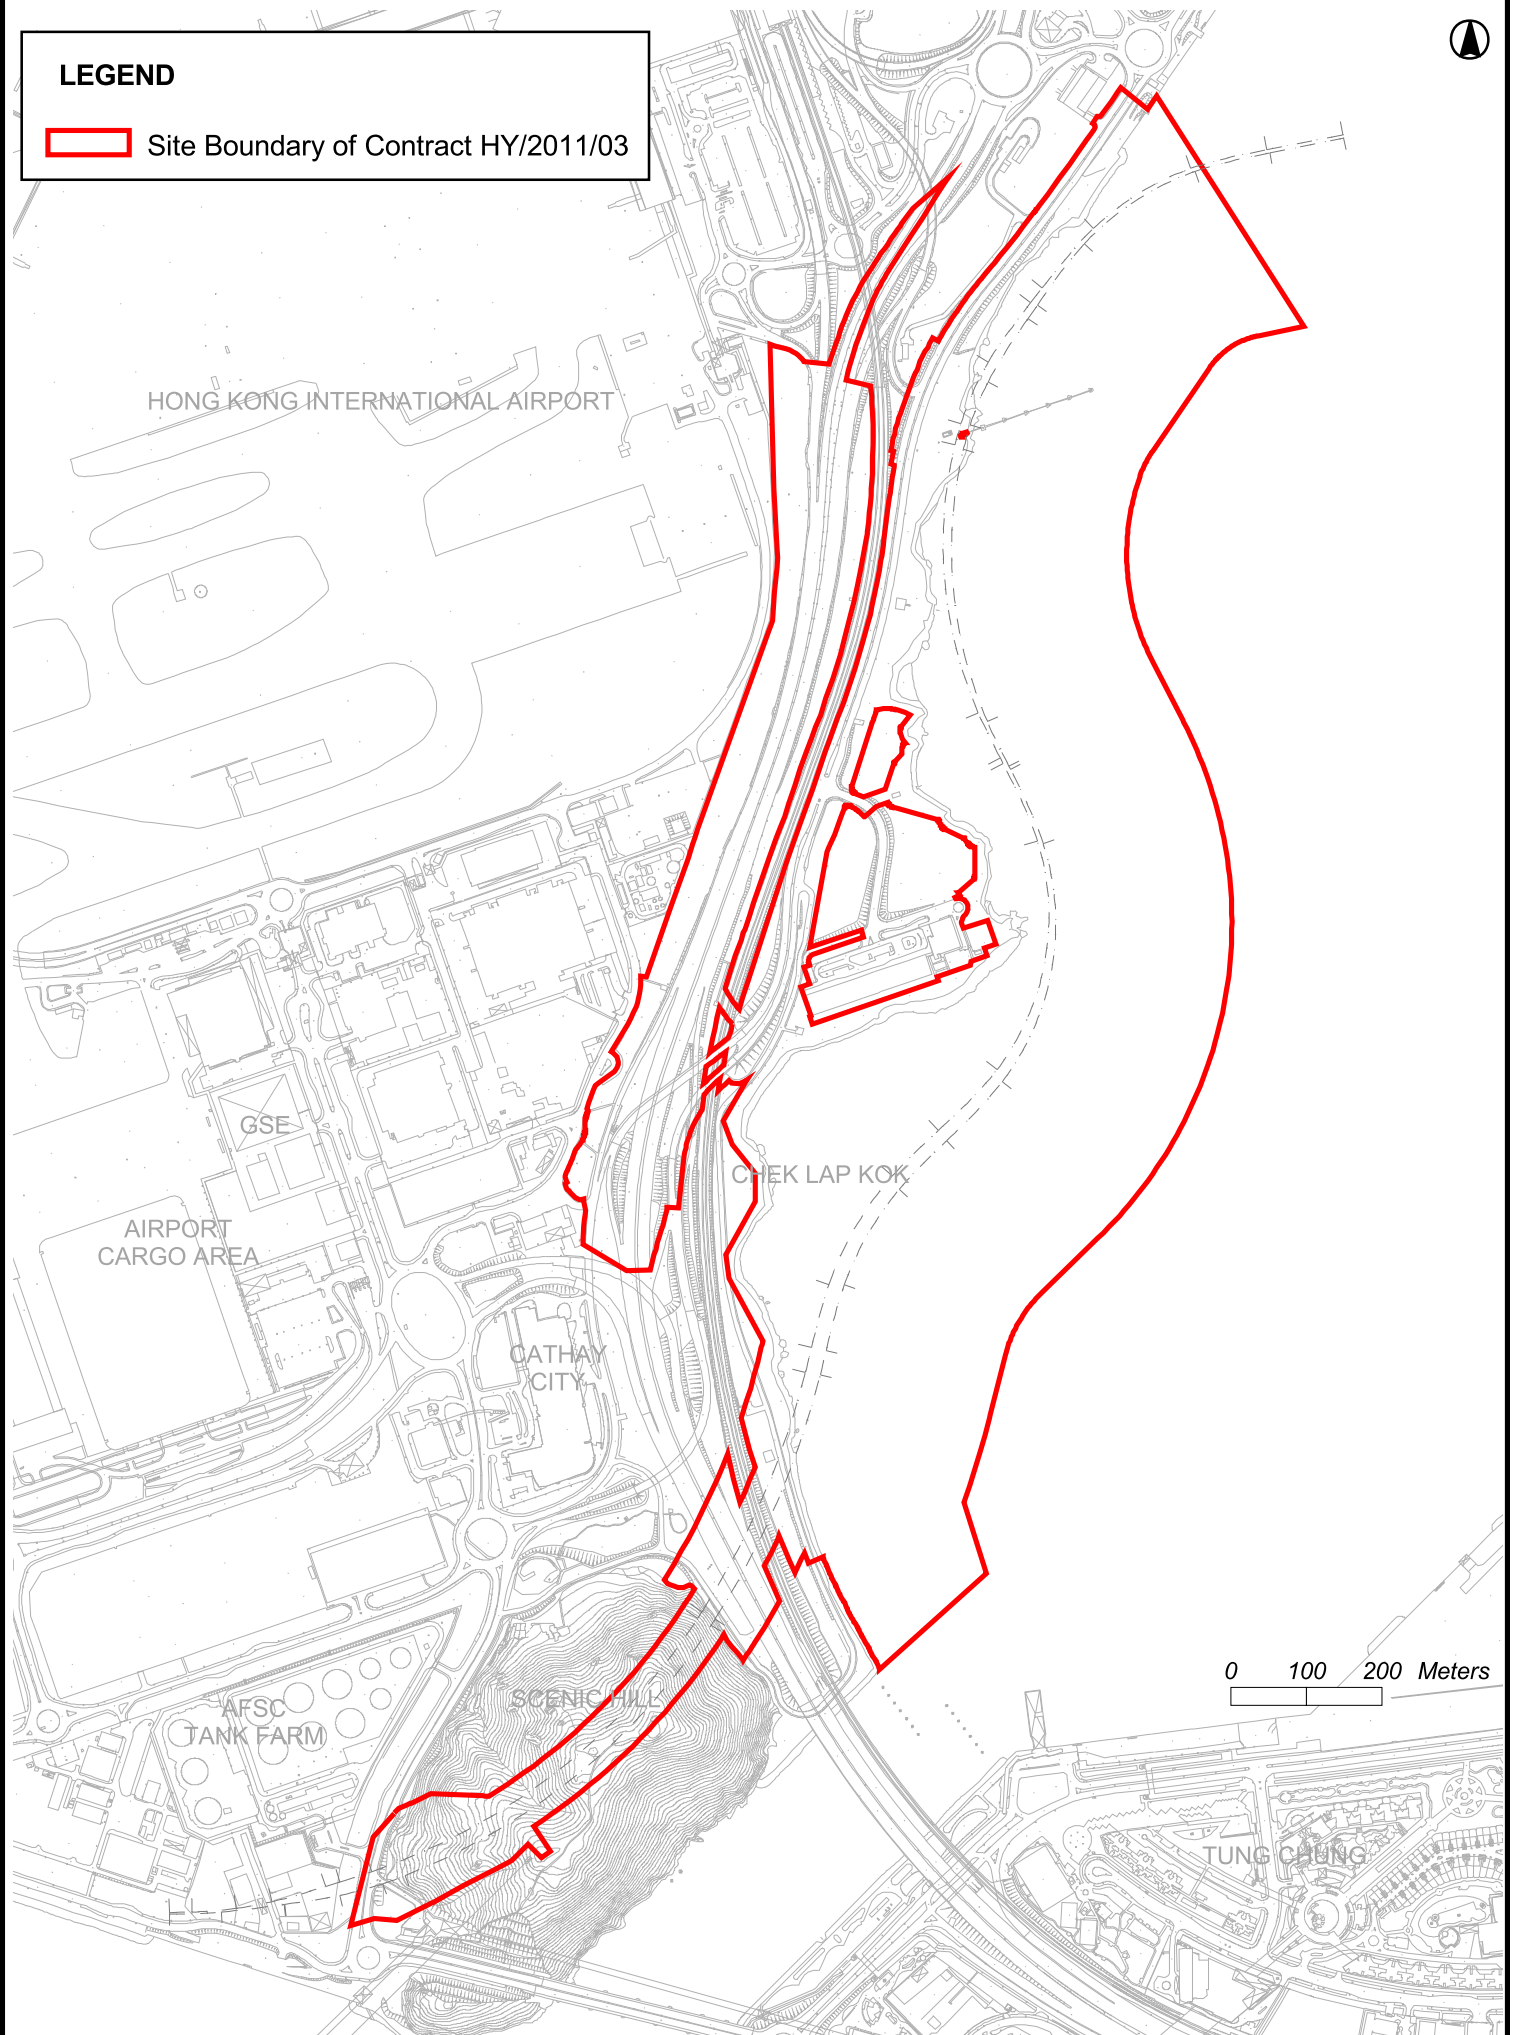 LEGEND
Site Boundary of Contract HY/2011/03
HONG KONG INTERNATIONAL AIRPORT
GSE
CHEK LAP KOK
AIRPORT
CARGO AREA
CATHAY
CITY
0 100 200 Meters
SCENIC HILL
AFSC
TANK FARM
TUNG CHUNG